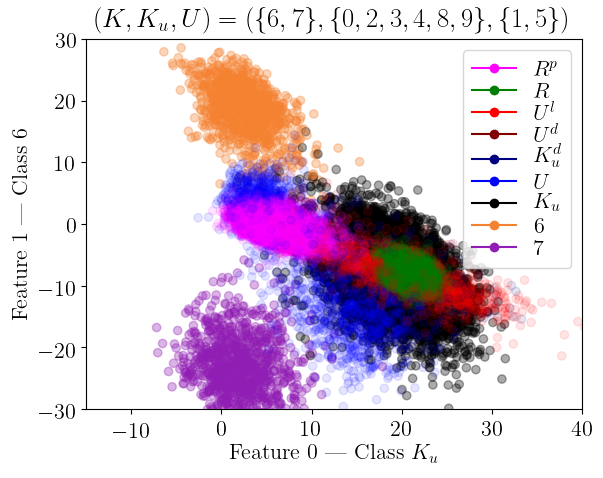 (K, K_u, U) = ({6, 7}, {0, 2, 3, 4, 8, 9}, {1, 5})
30
20
10
0
−10
−20
−30
Feature 1 — Class 6
R^p
R
U^l
U^d
K_u^d
U
K_u
6
7
−10
0
10
20
30
40
Feature 0 — Class K_u